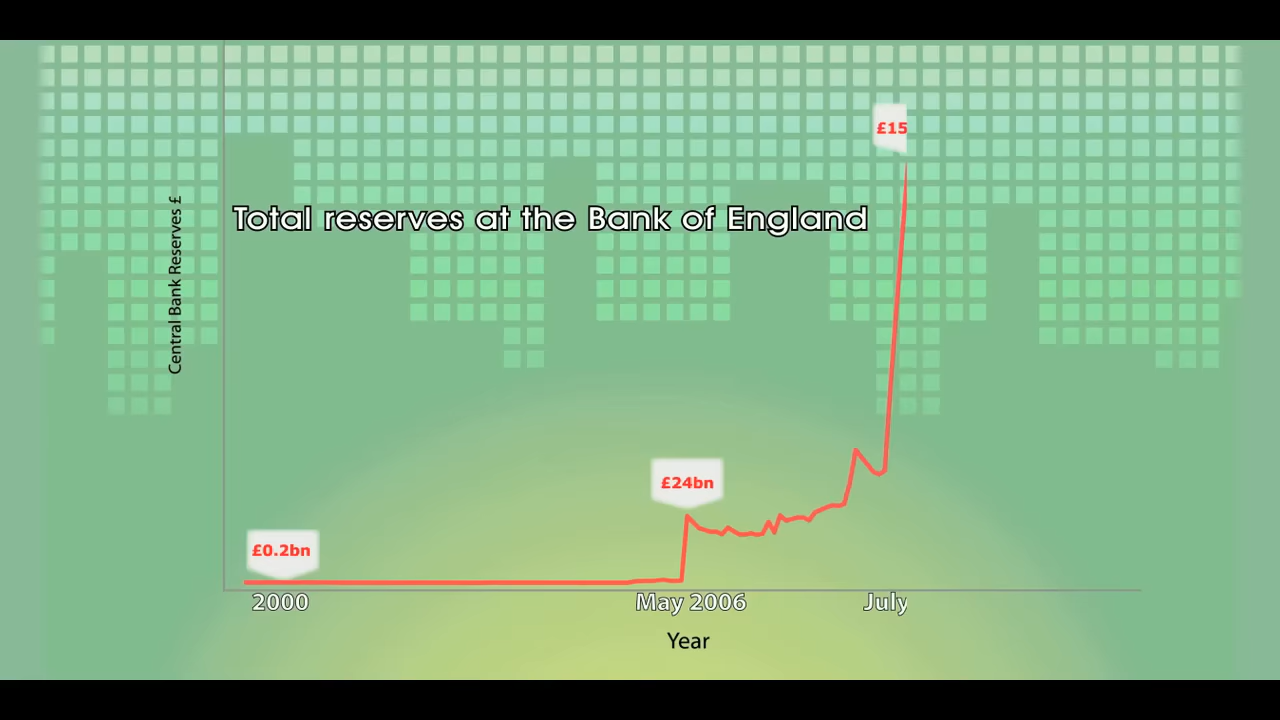 £15
Total reserves at the Bank of England
Central Bank Reserves £
£24bn
£0.2bn
2000
May 2006
July
Year